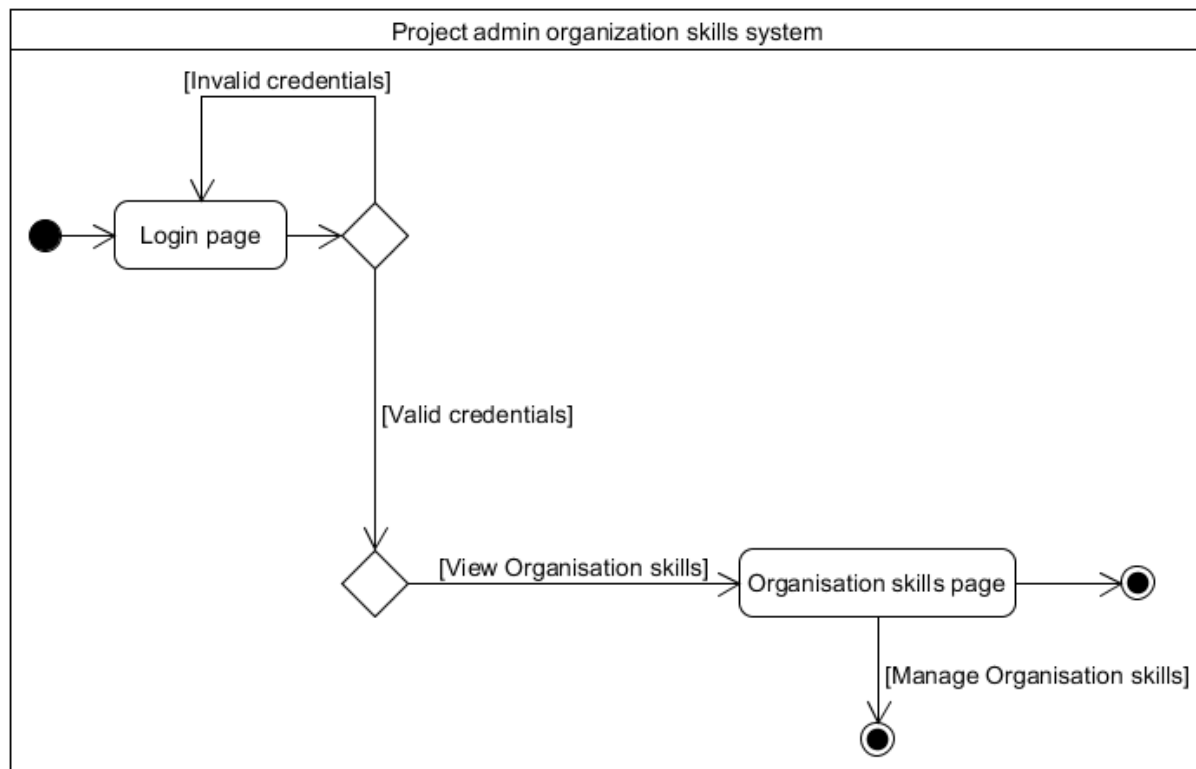 Project admin organization skills system
[Invalid credentials]
Login page
[Valid credentials]
[View Organisation skills]
Organisation skills page
[Manage Organisation skills]